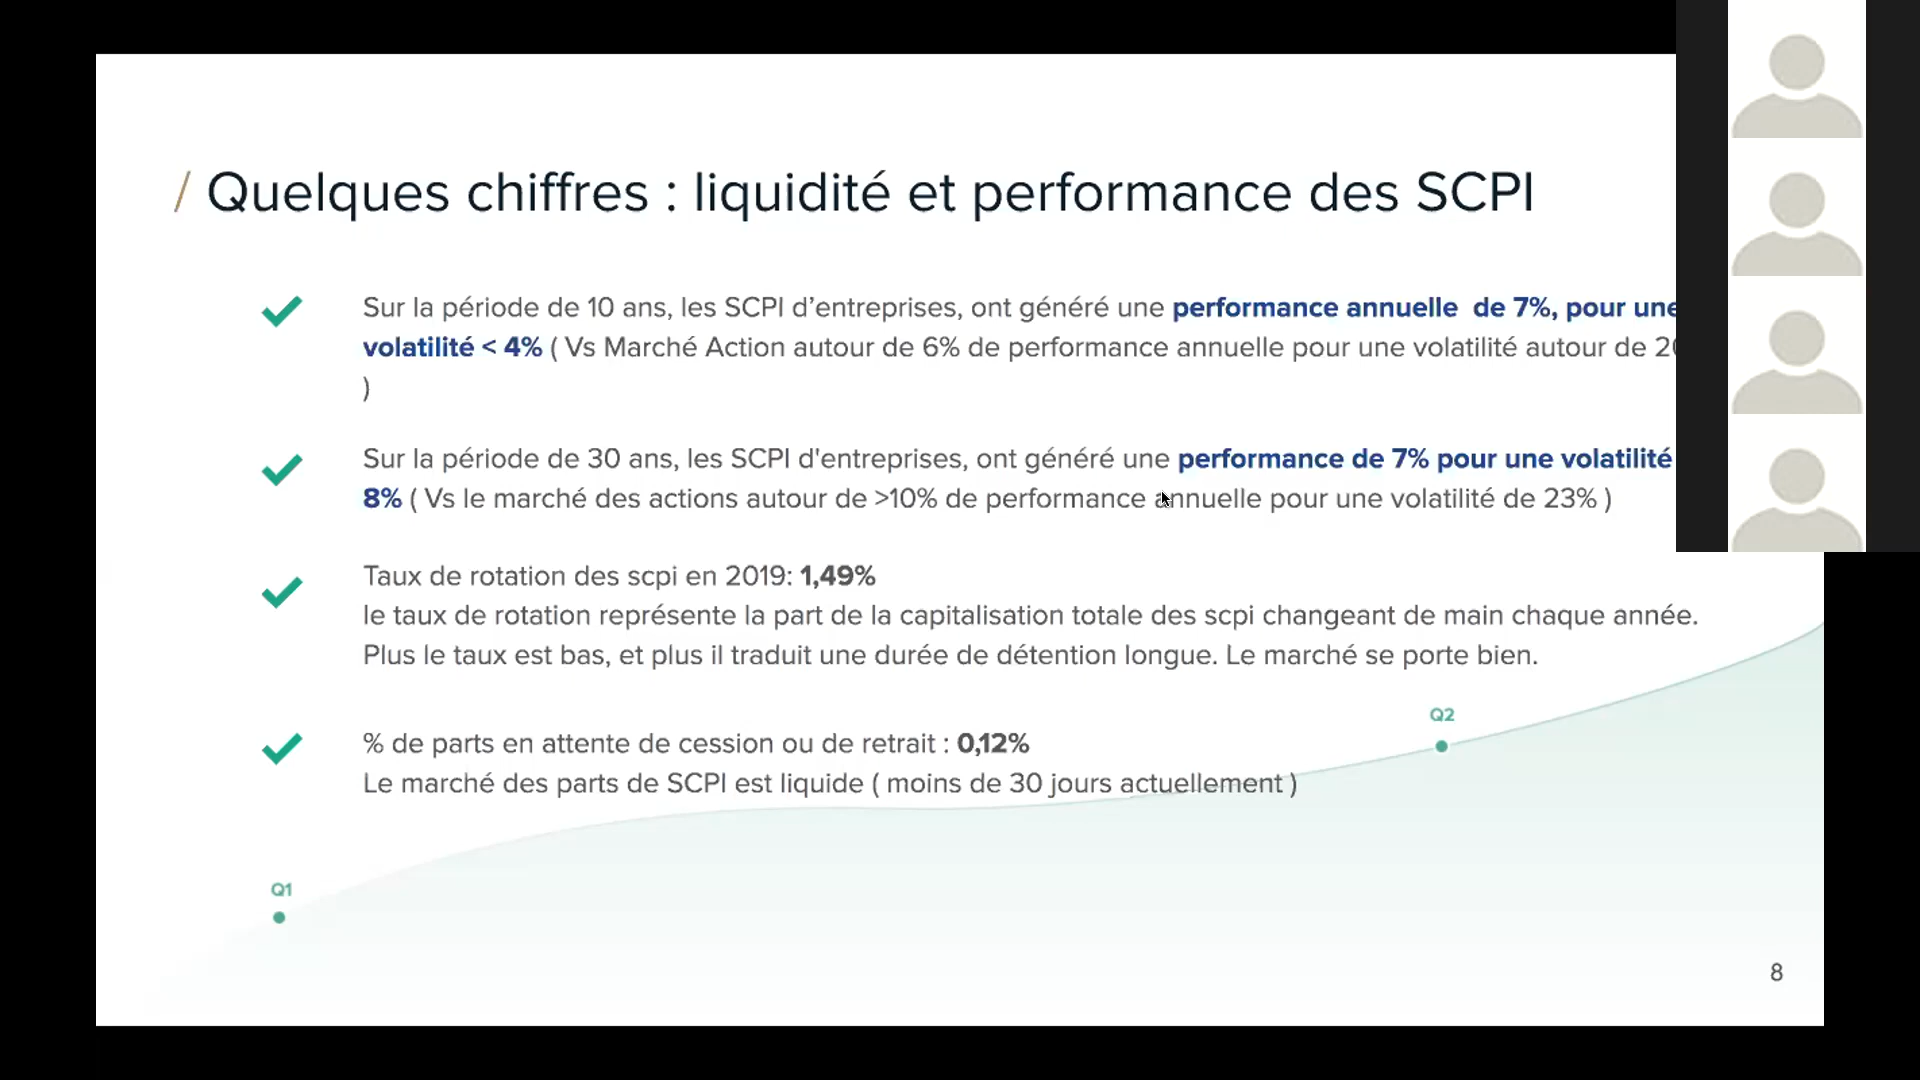 / Quelques chiffres : liquidité et performance des SCPI
Sur la période de 10 ans, les SCPI d’entreprises, ont généré une performance annuelle de 7%, pour une
volatilité < 4% ( Vs Marché Action autour de 6% de performance annuelle pour une volatilité autour de
)
Sur la période de 30 ans, les SCPI d'entreprises, ont généré une performance de 7% pour une volatilité
8% ( Vs le marché des actions autour de >10% de performance annuelle pour une volatilité de 23% )
Taux de rotation des scpi en 2019: 1,49%
le taux de rotation représente la part de la capitalisation totale des scpi changeant de main chaque année.
Plus le taux est bas, et plus il traduit une durée de détention longue. Le marché se porte bien.
% de parts en attente de cession ou de retrait : 0,12%
Le marché des parts de SCPI est liquide ( moins de 30 jours actuellement )
Q2
Q1
8